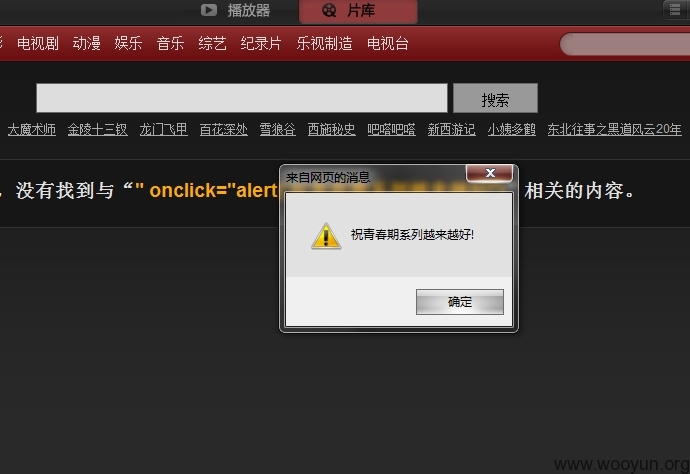 播放器 片库
电视剧 动漫 娱乐 音乐 综艺 纪录片 乐视制造 电视台
搜索
大魔术师 金陵十三钗 龙门飞甲 百花深处 雪狼谷 西施秘史 吧嗒吧嗒 新西游记 小姨多鹤 东北往事之黑道风云20年
，没有找到与“" onclick="alert
相关的内容。
来自网页的消息
祝青春期系列越来越好!
确定
www.wooyun.org